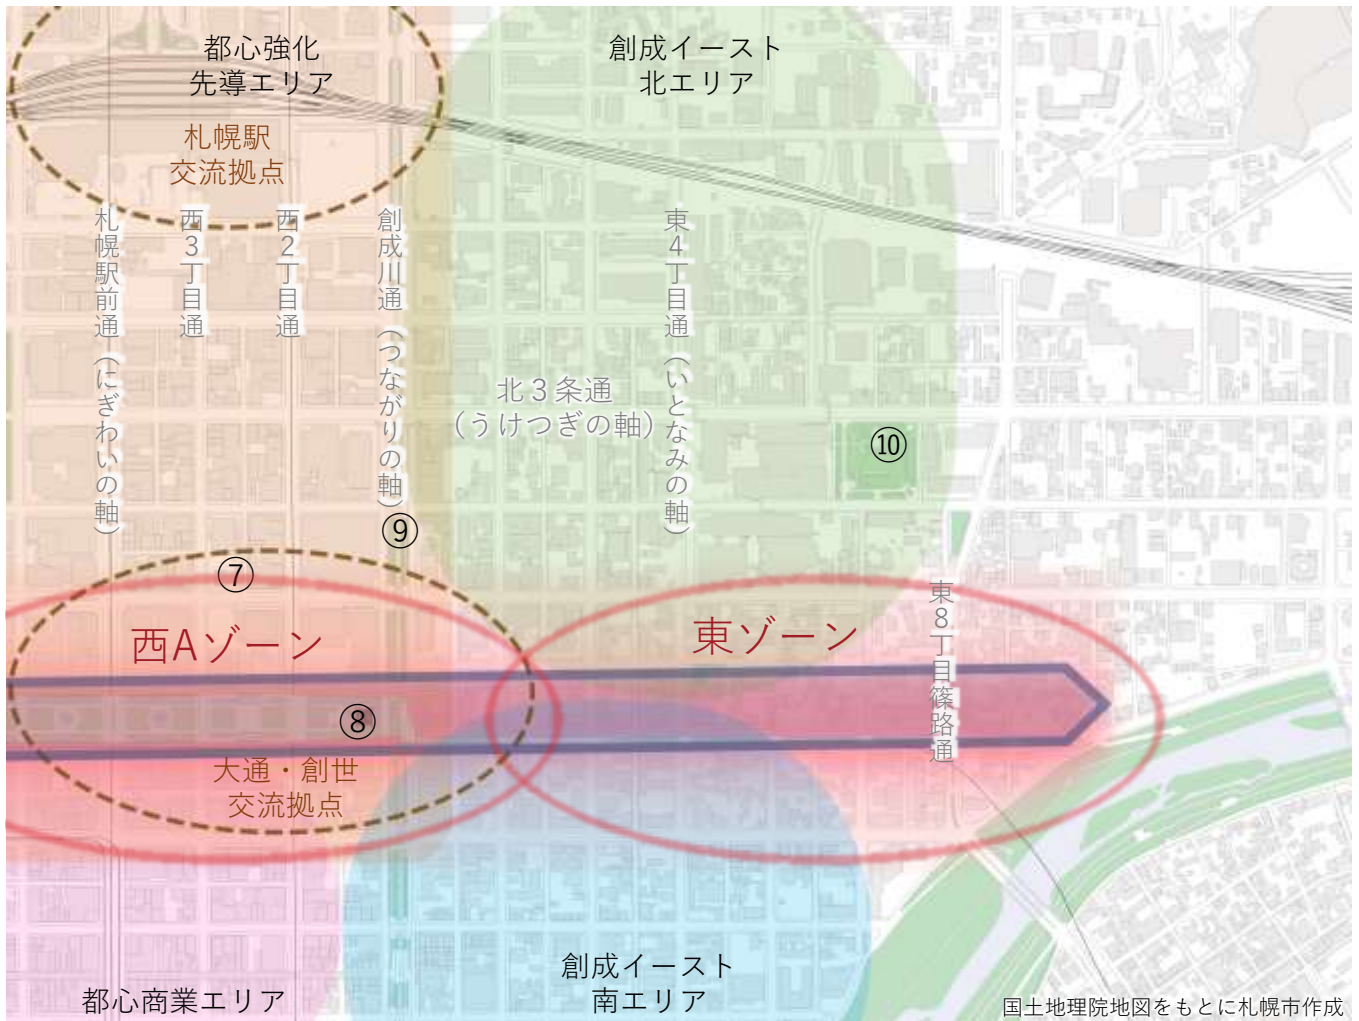 都心強化
先導エリア
創成イースト
北エリア
札幌駅
交流拠点
札幌駅前通（にぎわいの軸）
西3丁目通
西2丁目通
創成川通（つながりの軸）
東4丁目通（いとなみの軸）
北3条通
（うけつぎの軸）
⑩
⑨
⑦
東8丁目篠路通
西Aゾーン
東ゾーン
⑧
大通・創世
交流拠点
創成イースト
南エリア
都心商業エリア
国土地理院地図をもとに札幌市作成